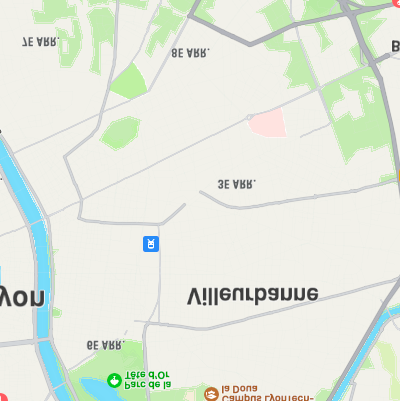 7E ARR.
8E ARR.
B
3E ARR.
Villeurbanne
yon
6E ARR.
Parc de la
Tête d'Or
Campus LyonTech-
la Doua